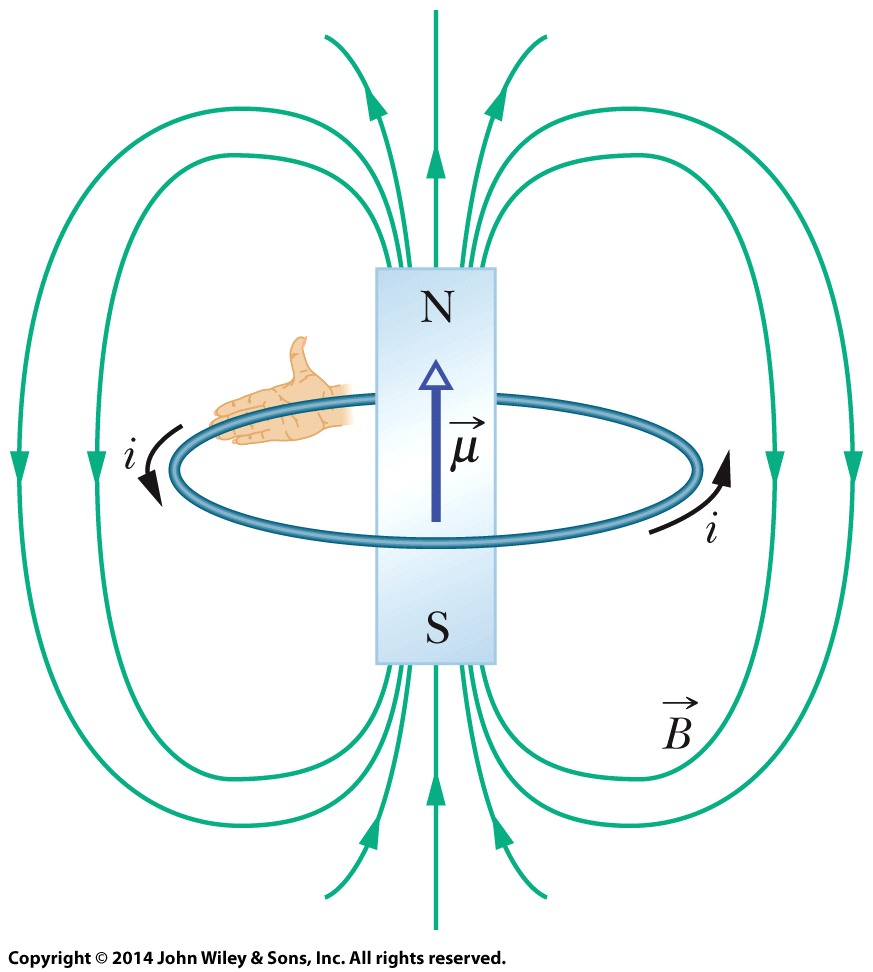 N
i
μ
i
S
B
Copyright © 2014 John Wiley & Sons, Inc. All rights reserved.